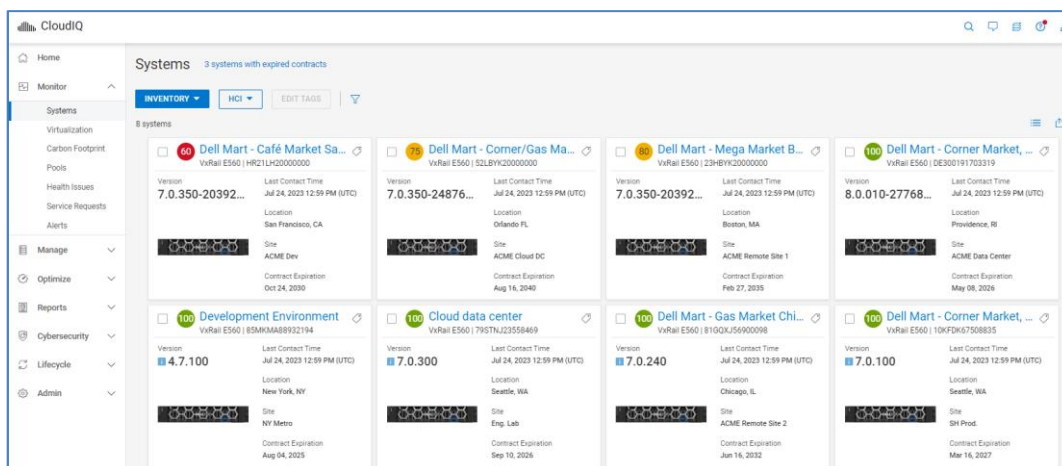 CloudIQ
Home
Monitor
Systems
Virtualization
Carbon Footprint
Pools
Health Issues
Service Requests
Alerts
Manage
Optimize
Reports
Cybersecurity
Lifecycle
Admin
Systems 3 systems with expired contracts
INVENTORY HCI EDIT TAGS
8 systems
60 Dell Mart - Café Market Sa...
VxRail E560 | HR21LH20000000
Version Last Contact Time
7.0.350-20392... Jul 24, 2023 12:59 PM (UTC)
Location
San Francisco, CA
Site
ACME Dev
Contract Expiration
Oct 24, 2030
75 Dell Mart - Corner/Gas Ma...
VxRail E560 | 52LBYK20000000
Version Last Contact Time
7.0.350-24876... Jul 24, 2023 12:59 PM (UTC)
Location
Orlando FL
Site
ACME Cloud DC
Contract Expiration
Aug 16, 2040
80 Dell Mart - Mega Market B...
VxRail E560 | 23HBYK20000000
Version Last Contact Time
7.0.350-20392... Jul 24, 2023 12:59 PM (UTC)
Location
Boston, MA
Site
ACME Remote Site 1
Contract Expiration
Feb 27, 2035
100 Dell Mart - Corner Market, ...
VxRail E560 | DE300191703319
Version Last Contact Time
8.0.010-27768... Jul 24, 2023 12:59 PM (UTC)
Location
Providence, RI
Site
ACME Data Center
Contract Expiration
May 08, 2026
100 Development Environment
VxRail E560 | 85MKMA88932194
Version Last Contact Time
4.7.100 Jul 24, 2023 12:59 PM (UTC)
Location
New York, NY
Site
NY Metro
Contract Expiration
Aug 04, 2025
100 Cloud data center
VxRail E560 | 79STNJ23558469
Version Last Contact Time
7.0.300 Jul 24, 2023 12:59 PM (UTC)
Location
Seattle, WA
Site
Eng. Lab
Contract Expiration
Sep 10, 2026
100 Dell Mart - Gas Market Chi...
VxRail E560 | 81GQXJ56900098
Version Last Contact Time
7.0.240 Jul 24, 2023 12:59 PM (UTC)
Location
Chicago, IL
Site
ACME Remote Site 2
Contract Expiration
Jun 16, 2032
100 Dell Mart - Corner Market, ...
VxRail E560 | 10KFDK67508835
Version Last Contact Time
7.0.100 Jul 24, 2023 12:59 PM (UTC)
Location
Seattle, WA
Site
SH Prod.
Contract Expiration
Mar 16, 2027